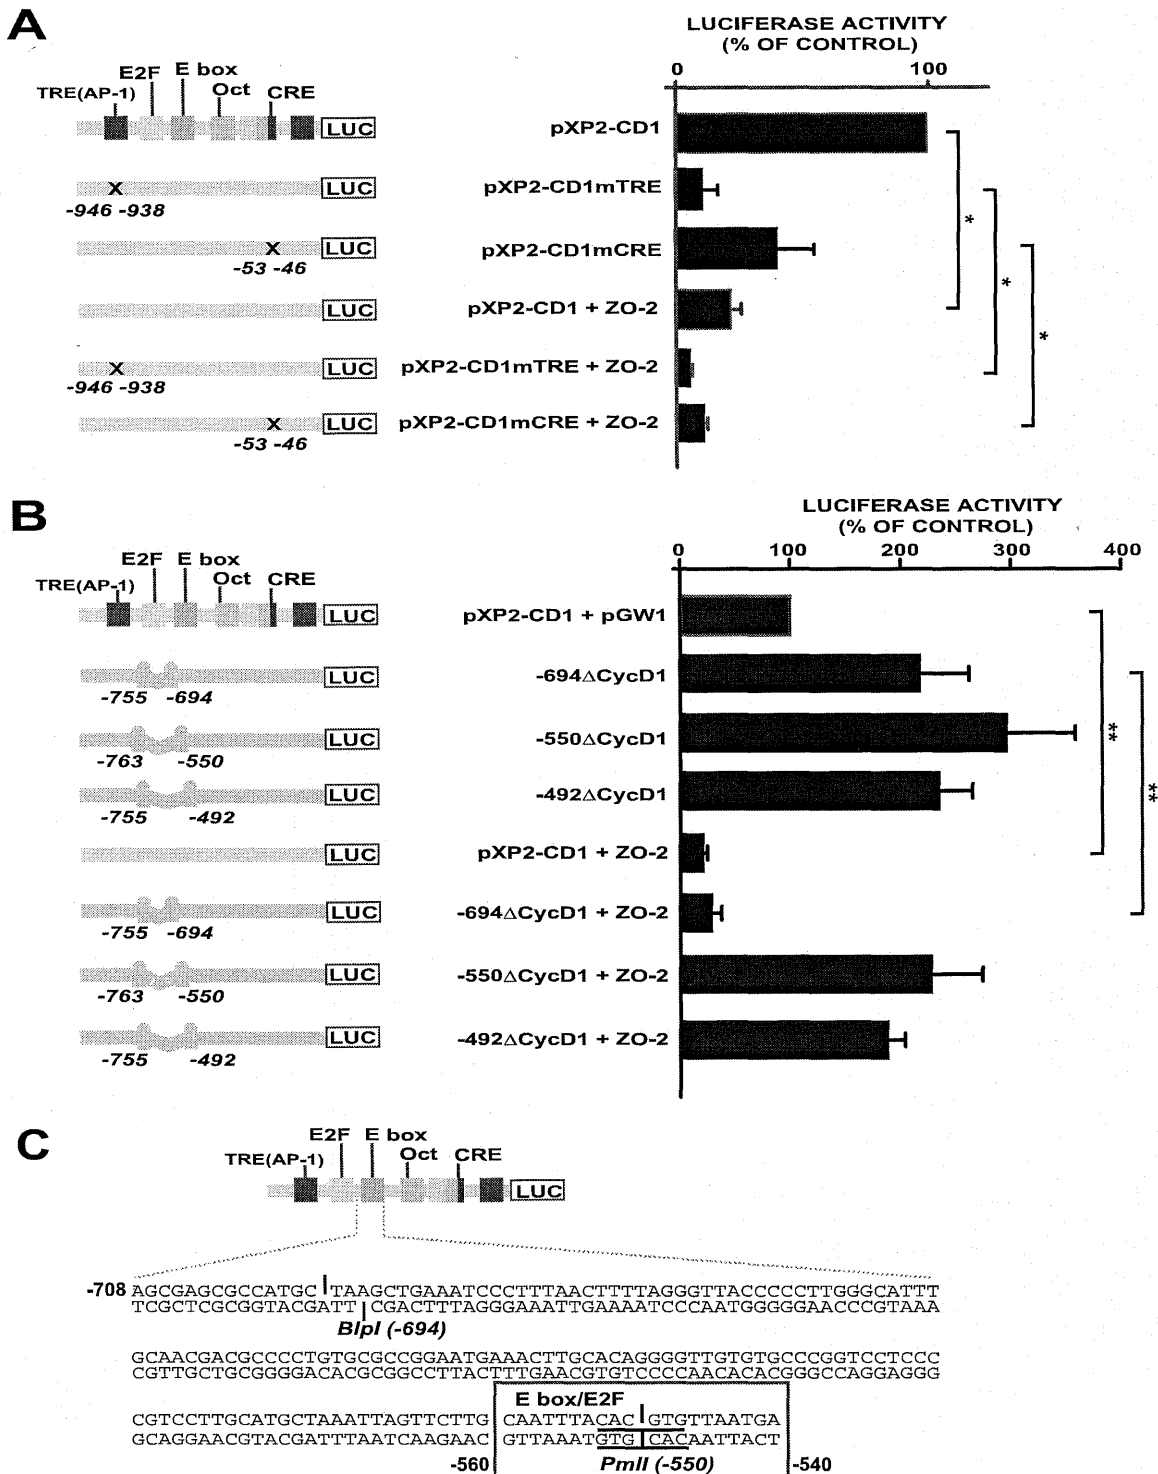 A
LUCIFERASE ACTIVITY
(% OF CONTROL)
0 100
E2F E box
TRE(AP-1) Oct CRE
LUC pXP2-CD1
LUC pXP2-CD1mTRE
-946 -938
X
LUC pXP2-CD1mCRE
X
-53 -46
*
LUC pXP2-CD1 + ZO-2
*
*
LUC pXP2-CD1mTRE + ZO-2
X
-946 -938
LUC pXP2-CD1mCRE + ZO-2
X
-53 -46
B
LUCIFERASE ACTIVITY
(% OF CONTROL)
0 100 200 300 400
E2F E box
TRE(AP-1) Oct CRE
LUC pXP2-CD1 + pGW1
LUC -694ΔCycD1
-755 -694
LUC -550ΔCycD1
-763 -550
**
LUC -492ΔCycD1
-755 -492
**
LUC pXP2-CD1 + ZO-2
LUC -694ΔCycD1 + ZO-2
-755 -694
LUC -550ΔCycD1 + ZO-2
-763 -550
LUC -492ΔCycD1 + ZO-2
-755 -492
C
E2F E box
TRE(AP-1) Oct CRE
LUC
-708 AGCGAGCGCCATGC TAAGCTGAAATCCCTTTAACTTTTAGGGTTACCCCCTTGGGCATTT
TCGCTCGCGGTACGATT CGACTTTAGGGAAATTGAAAATCCCAATGGGGGAACCCGTAAA
BlpI (-694)
GCAACGACGCCCCTGTGCGCCGGAATGAAACTTGCACAGGGGTTGTGTGCCCGGTCCTCCC
CGTTGCTGCGGGGACACGCGGCCTTACTTTGAACGTGTCCCCAACACACGGGCCAGGAGGG
E box/E2F
CGTCCTTGCATGCTAAATTAGTTCTTG CAATTTACAC GTGTTAATGA
GCAGGAACGTACGATTTAATCAAGAAC GTTAAATGTG CACAATTACT
-560 PmlI (-550) -540